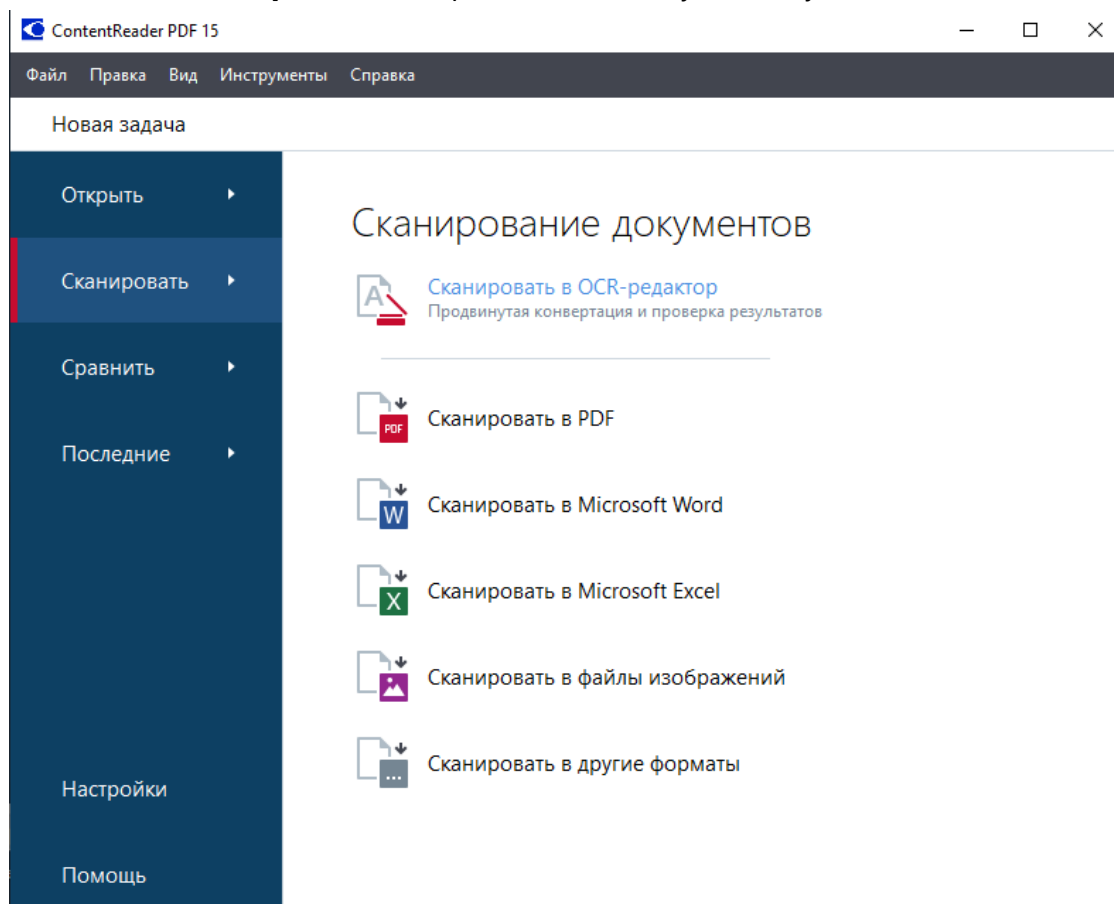 ContentReader PDF 15
Файл Правка Вид Инструменты Справка
Новая задача
Открыть
Сканировать
Сравнить
Последние
Настройки
Помощь
Сканирование документов
A
Сканировать в OCR-редактор
Продвинутая конвертация и проверка результатов
PDF
Сканировать в PDF
W
Сканировать в Microsoft Word
X
Сканировать в Microsoft Excel
Сканировать в файлы изображений
...
Сканировать в другие форматы